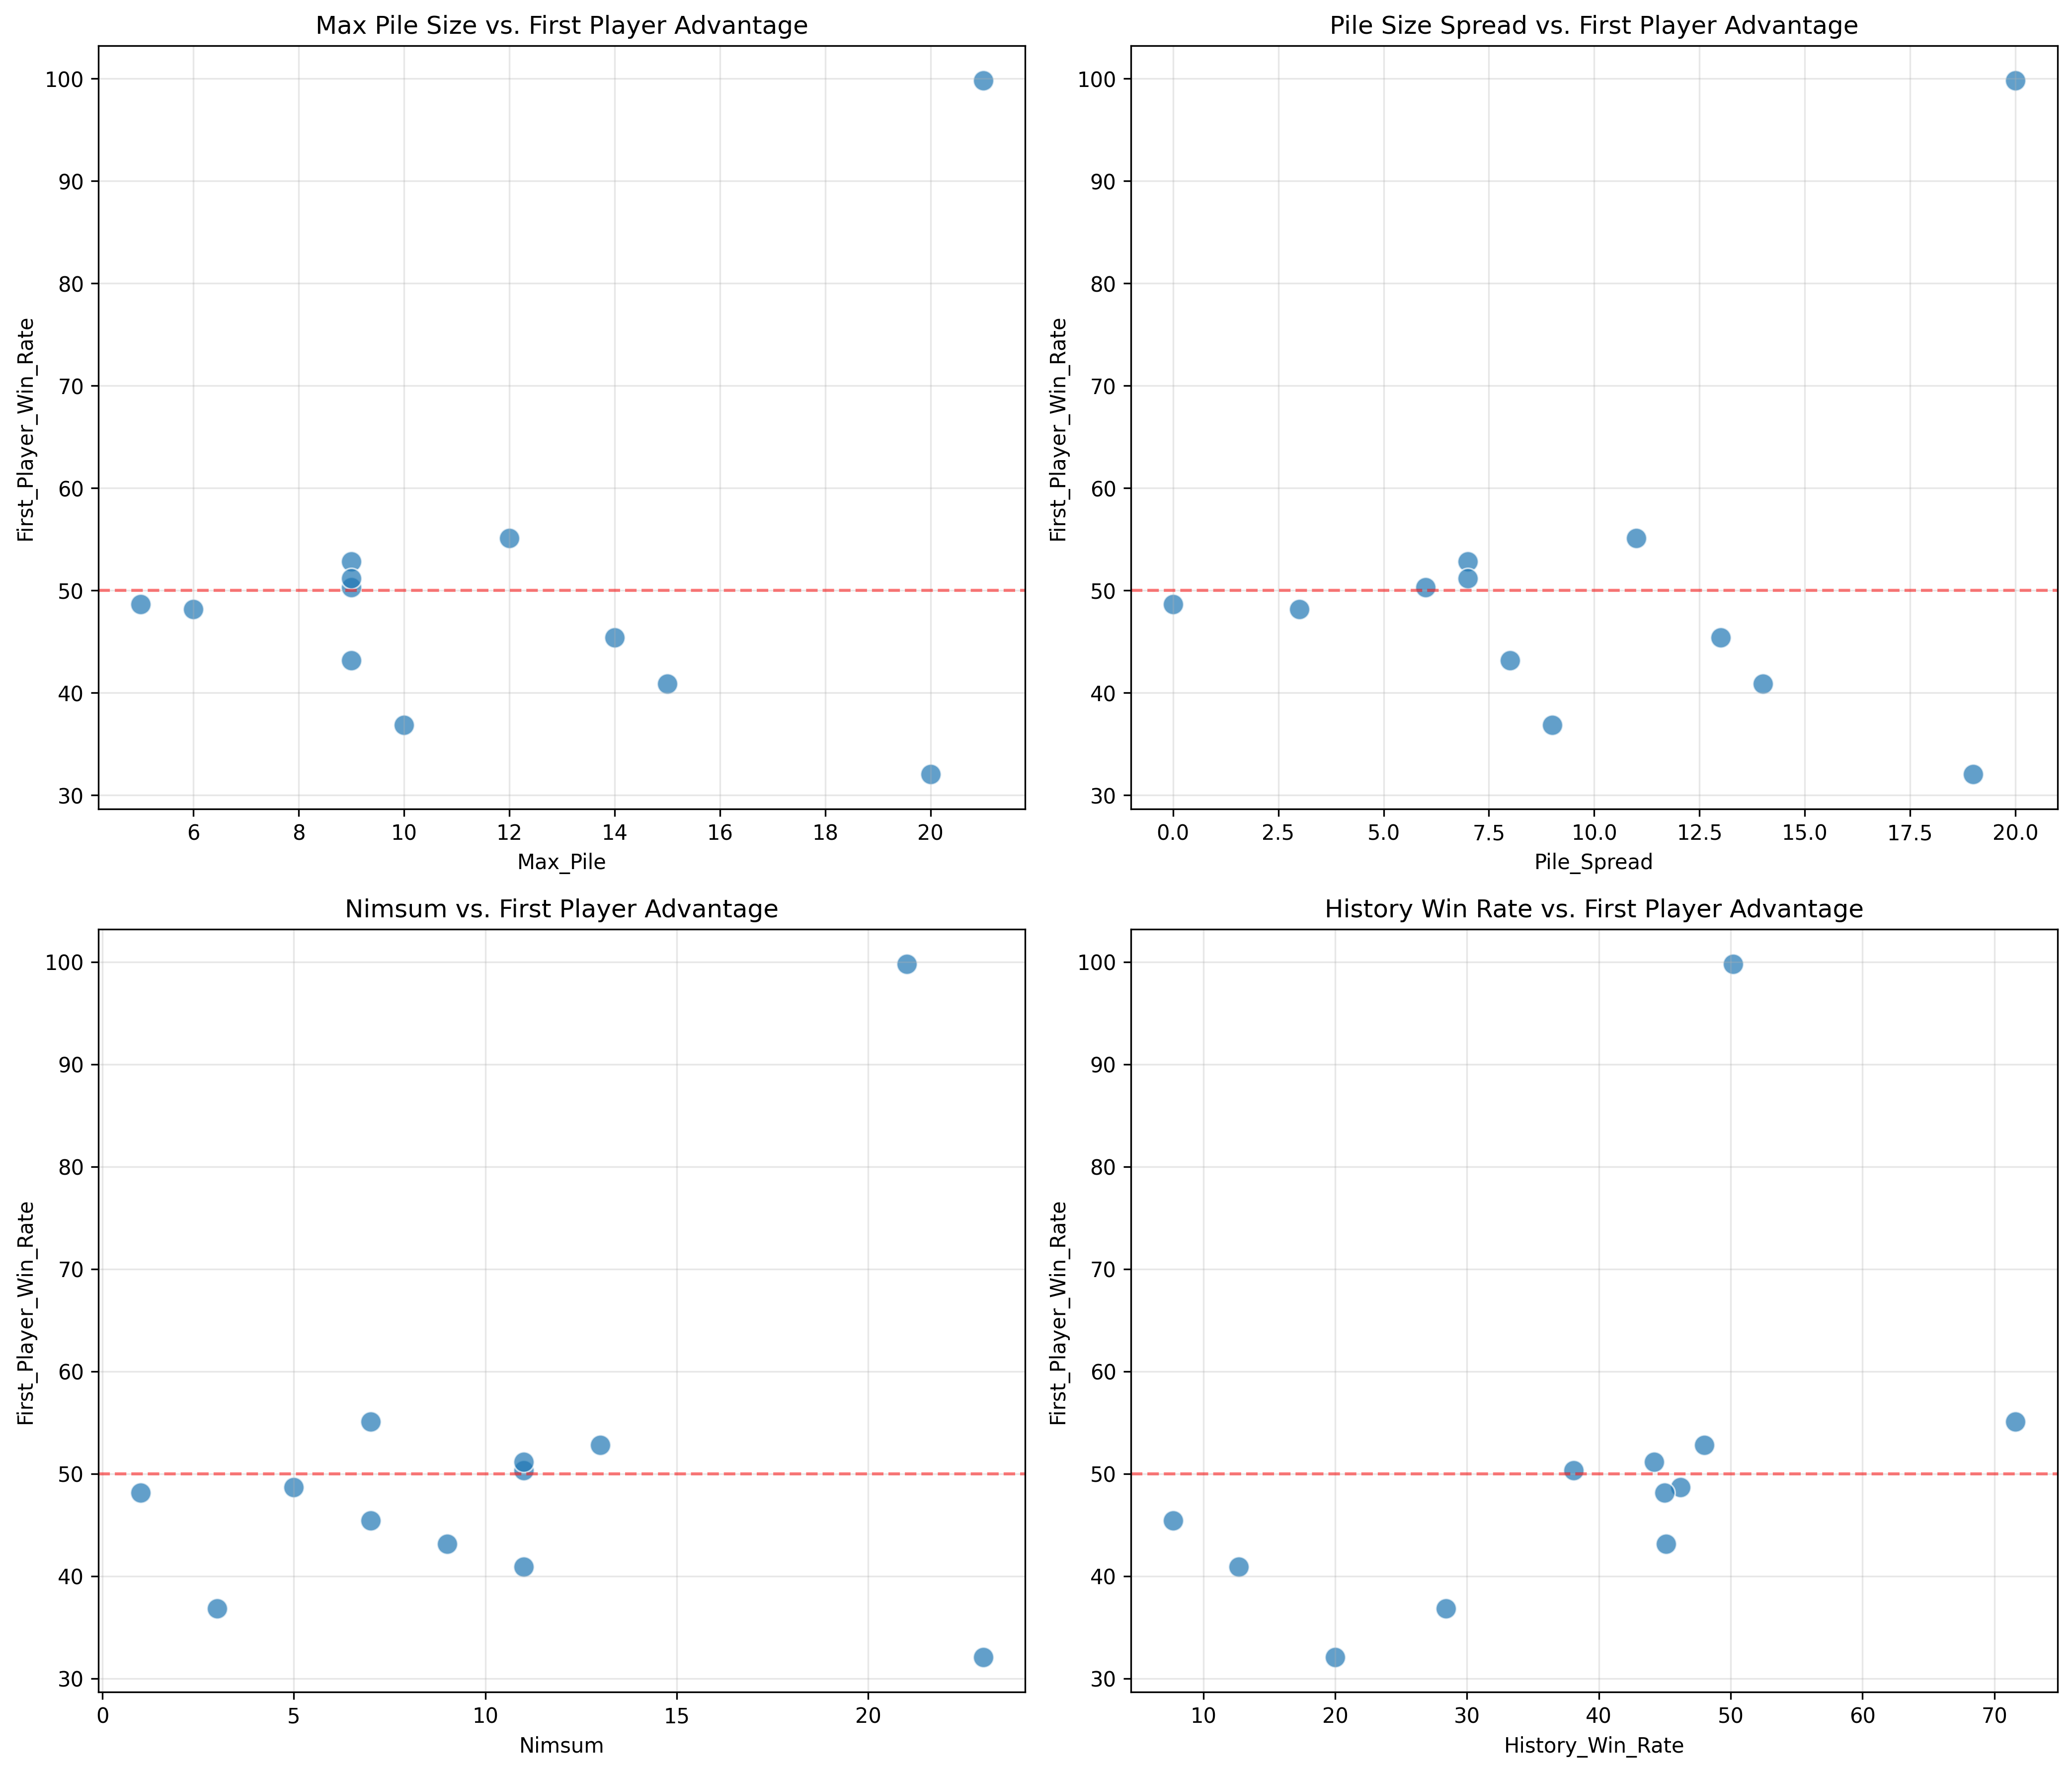 Max Pile Size vs. First Player Advantage
First_Player_Win_Rate
100
90
80
70
60
50
40
30
6 8 10 12 14 16 18 20
Max_Pile
Pile Size Spread vs. First Player Advantage
First_Player_Win_Rate
100
90
80
70
60
50
40
30
0.0 2.5 5.0 7.5 10.0 12.5 15.0 17.5 20.0
Pile_Spread
Nimsum vs. First Player Advantage
First_Player_Win_Rate
100
90
80
70
60
50
40
30
0 5 10 15 20
Nimsum
History Win Rate vs. First Player Advantage
First_Player_Win_Rate
100
90
80
70
60
50
40
30
10 20 30 40 50 60 70
History_Win_Rate